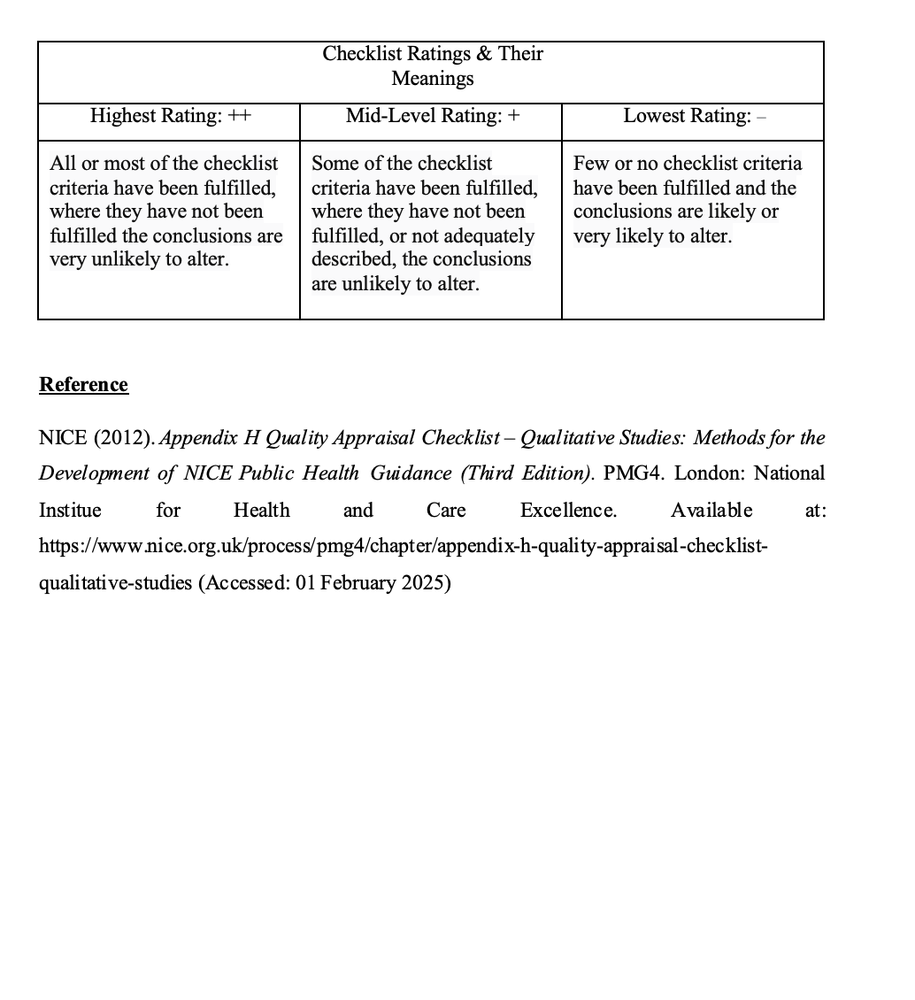 Checklist Ratings & Their
Meanings
Highest Rating: ++
Mid-Level Rating: +
Lowest Rating: –
All or most of the checklist
criteria have been fulfilled,
where they have not been
fulfilled the conclusions are
very unlikely to alter.
Some of the checklist
criteria have been fulfilled,
where they have not been
fulfilled, or not adequately
described, the conclusions
are unlikely to alter.
Few or no checklist criteria
have been fulfilled and the
conclusions are likely or
very likely to alter.
Reference
NICE (2012). Appendix H Quality Appraisal Checklist – Qualitative Studies: Methods for the
Development of NICE Public Health Guidance (Third Edition). PMG4. London: National
Institue for Health and Care Excellence. Available at:
https://www.nice.org.uk/process/pmg4/chapter/appendix-h-quality-appraisal-checklist-
qualitative-studies (Accessed: 01 February 2025)